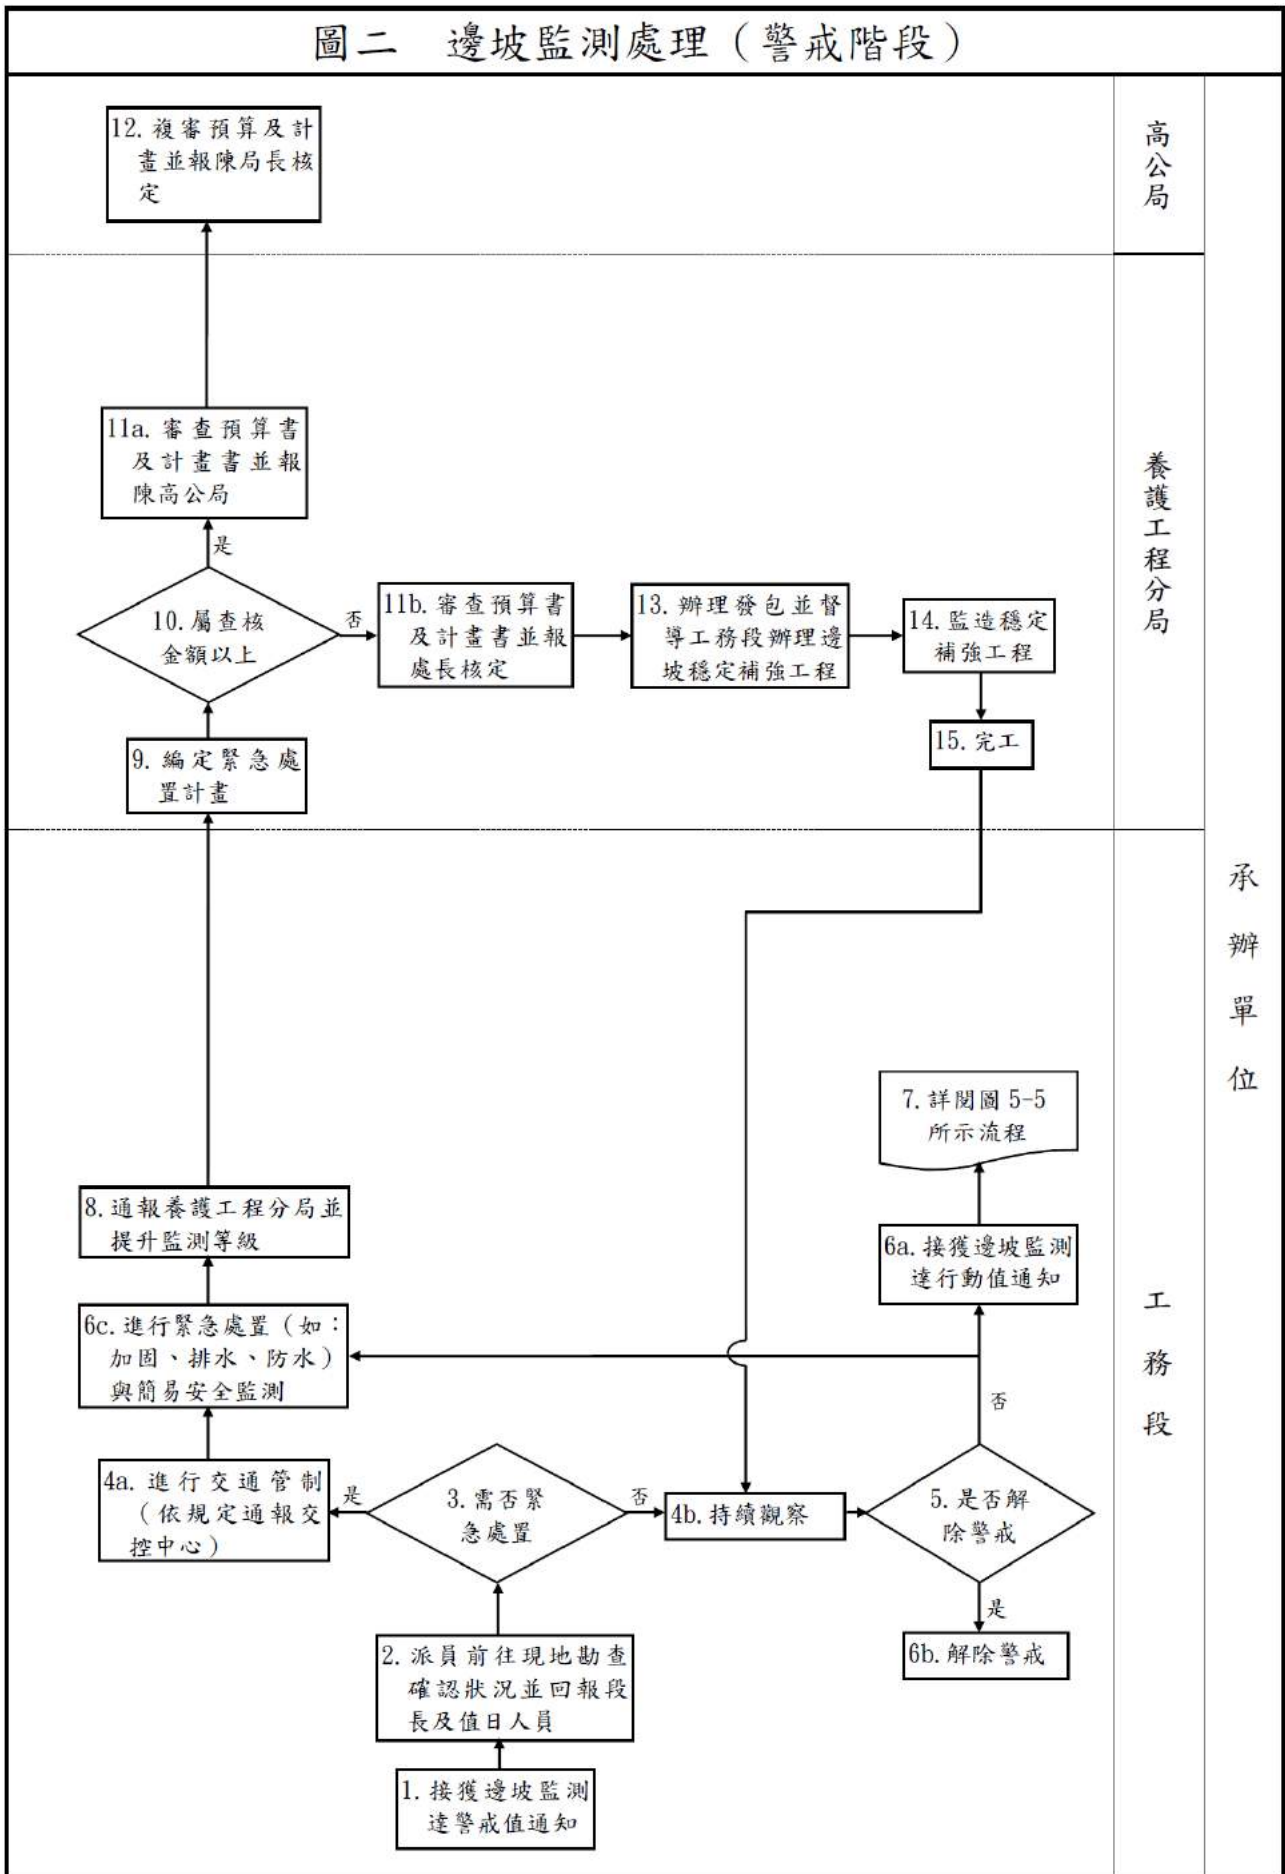 圖二　邊坡監測處理（警戒階段）
12. 複審預算及計
畫並報陳局長核
定
高公局
11a. 審查預算書
及計畫書並報
陳高公局
是
10. 屬查核
金額以上
否
11b. 審查預算書
及計畫書並報
處長核定
13. 辦理發包並督
導工務段辦理邊
坡穩定補強工程
14. 監造穩定
補強工程
15. 完工
9. 編定緊急處
置計畫
養護工程分局
承辦單位
7. 詳閱圖 5-5
所示流程
8. 通報養護工程分局並
提升監測等級
6a. 接獲邊坡監測
達行動值通知
6c. 進行緊急處置（如：
加固、排水、防水）
與簡易安全監測
否
4a. 進行交通管制
（依規定通報交
控中心）
是
3. 需否緊
急處置
否
4b. 持續觀察
5. 是否解
除警戒
是
6b. 解除警戒
2. 派員前往現地勘查
確認狀況並回報段
長及值日人員
1. 接獲邊坡監測
達警戒值通知
工務段